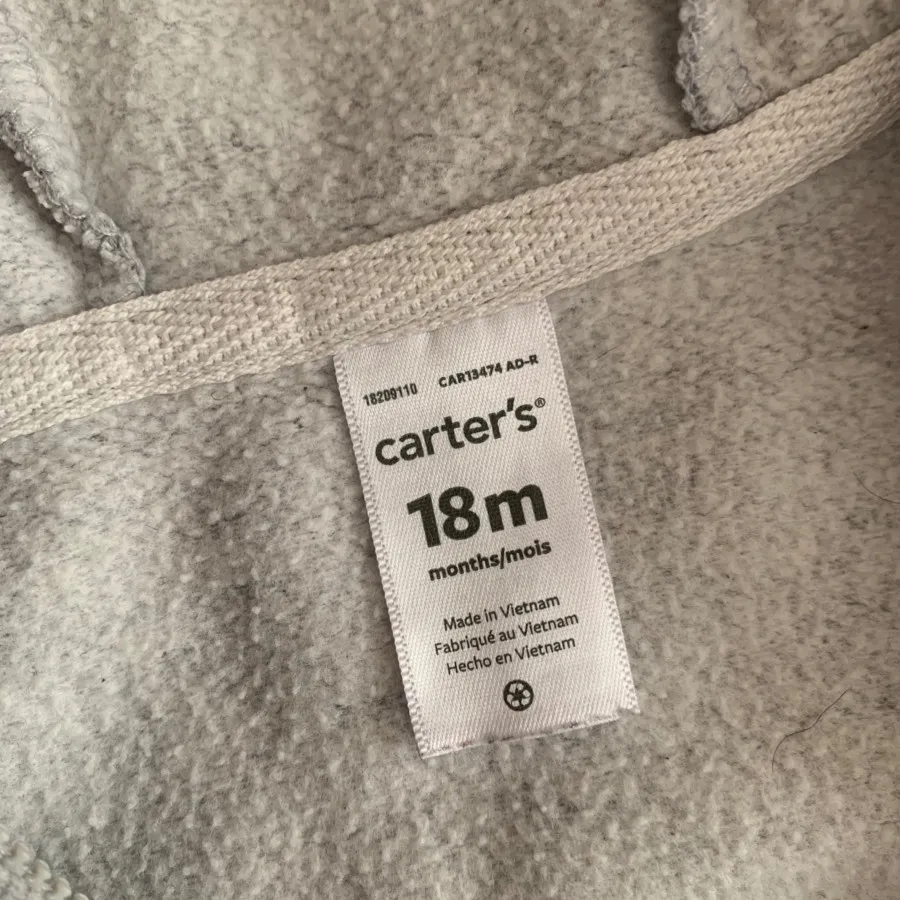 18209110 CAR13474 AD-R
carter's®
18m
months/mois
Made in Vietnam
Fabriqué au Vietnam
Hecho en Vietnam